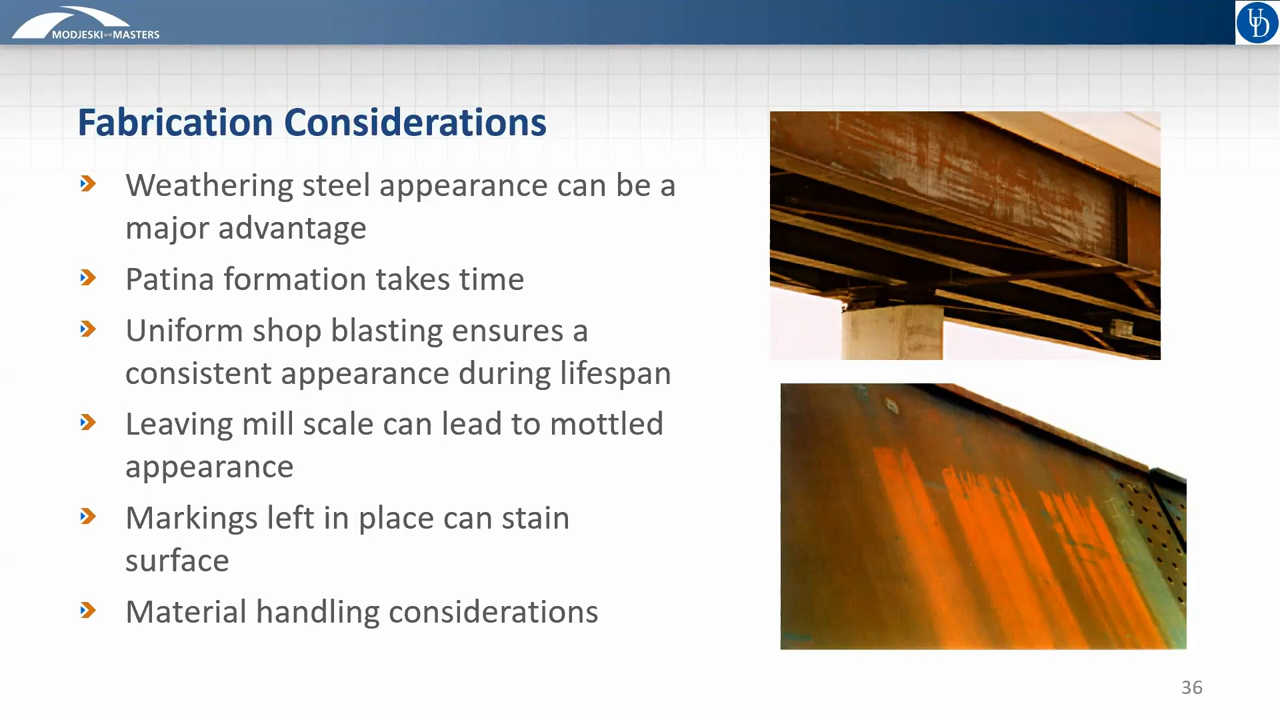 MODJESKI and MASTERS
UD
Fabrication Considerations
Weathering steel appearance can be a
major advantage
Patina formation takes time
Uniform shop blasting ensures a
consistent appearance during lifespan
Leaving mill scale can lead to mottled
appearance
Markings left in place can stain
surface
Material handling considerations
36